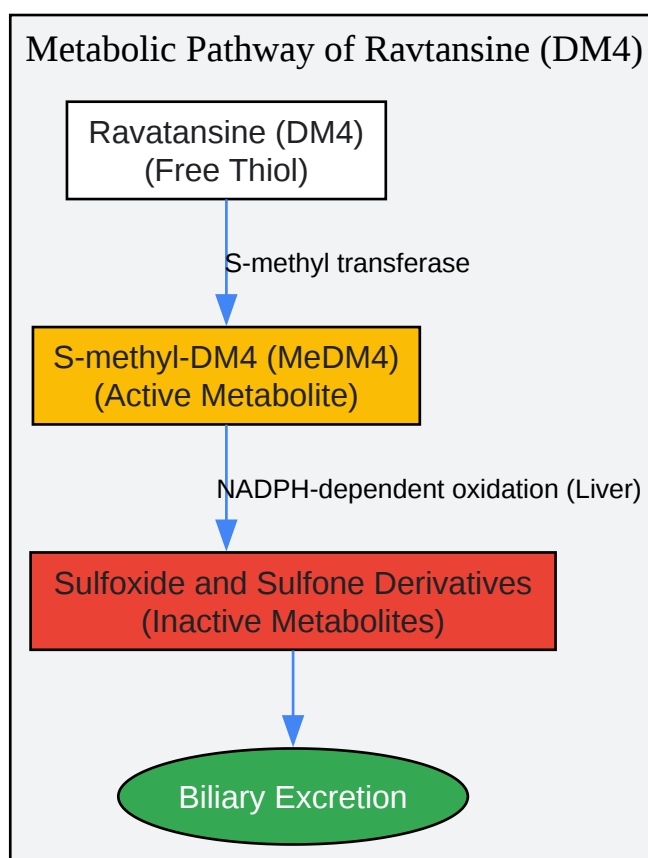 Metabolic Pathway of Ravtansine (DM4)
Ravatansine (DM4)
(Free Thiol)
S-methyl transferase
S-methyl-DM4 (MeDM4)
(Active Metabolite)
NADPH-dependent oxidation (Liver)
Sulfoxide and Sulfone Derivatives
(Inactive Metabolites)
Biliary Excretion